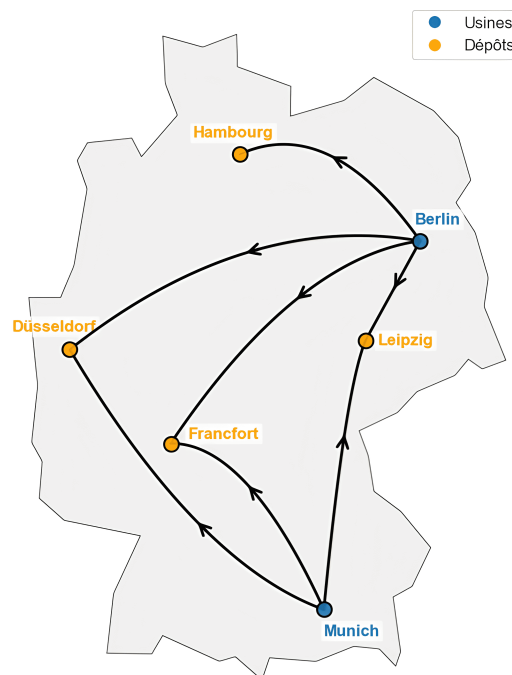 Usines
Dépôts
Hambourg
Berlin
Düsseldorf
Leipzig
Francfort
Munich